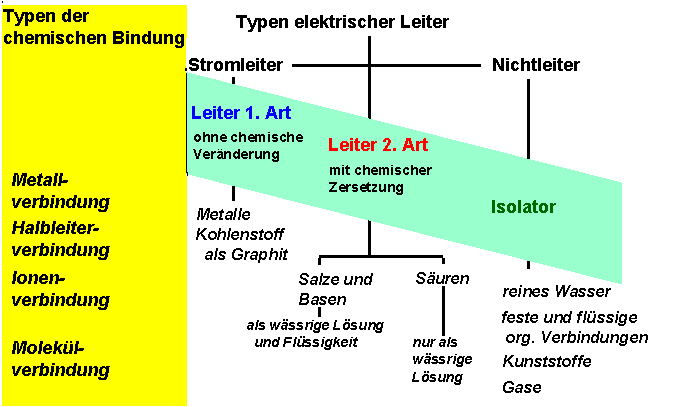 Typen der
chemischen Bindung
Typen elektrischer Leiter
.Stromleiter
Nichtleiter
Leiter 1. Art
ohne chemische
Veränderung
Leiter 2. Art
mit chemischer
Zersetzung
Isolator
Metall-
verbindung
Halbleiter-
verbindung
Ionen-
verbindung
Molekül-
verbindung
Metalle
Kohlenstoff
als Graphit
Salze und
Basen
als wässrige Lösung
und Flüssigkeit
Säuren
nur als
wässrige
Lösung
reines Wasser
feste und flüssige
org. Verbindungen
Kunststoffe
Gase